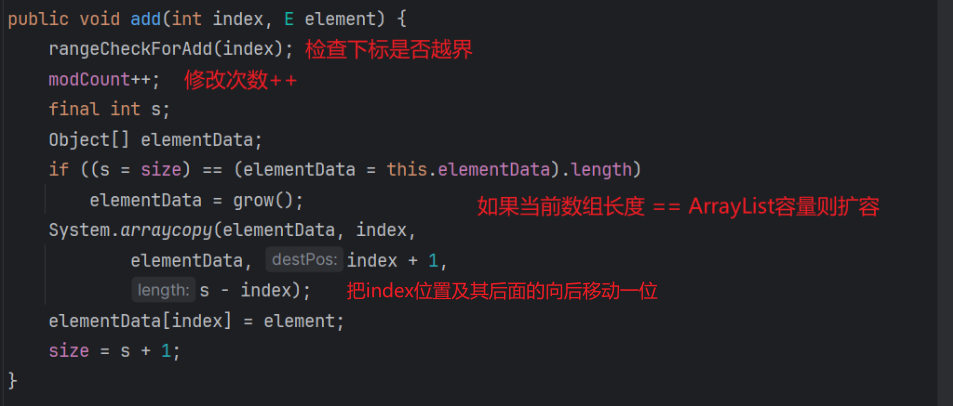 public void add(int index, E element) {
rangeCheckForAdd(index); 检查下标是否越界
modCount++; 修改次数++
final int s;
Object[] elementData;
if ((s = size) == (elementData = this.elementData).length)
elementData = grow(); 如果当前数组长度 == ArrayList容量则扩容
System.arraycopy(elementData, index,
elementData, destPos: index + 1,
length: s - index); 把index位置及其后面的向后移动一位
elementData[index] = element;
size = s + 1;
}